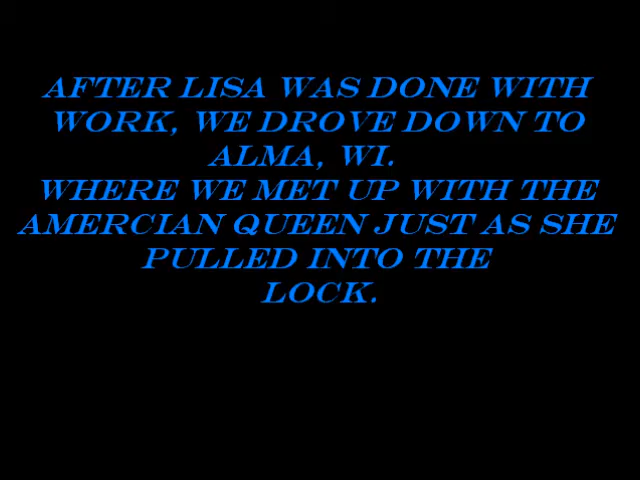 AFTER LISA WAS DONE WITH
WORK, WE DROVE DOWN TO
ALMA, WI.
WHERE WE MET UP WITH THE
AMERCIAN QUEEN JUST AS SHE
PULLED INTO THE
LOCK.